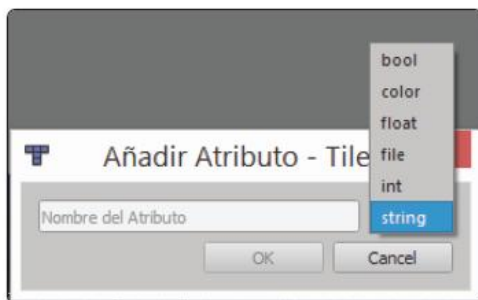 bool
color
float
file
int
string
Añadir Atributo - Tile
Nombre del Atributo
OK
Cancel